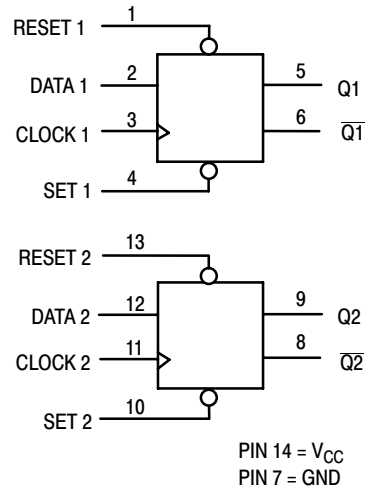 RESET 1 1
DATA 1 2 5 Q1
CLOCK 1 3 6 Q1
SET 1 4
RESET 2 13
DATA 2 12 9 Q2
CLOCK 2 11 8 Q2
SET 2 10
PIN 14 = VCC
PIN 7 = GND